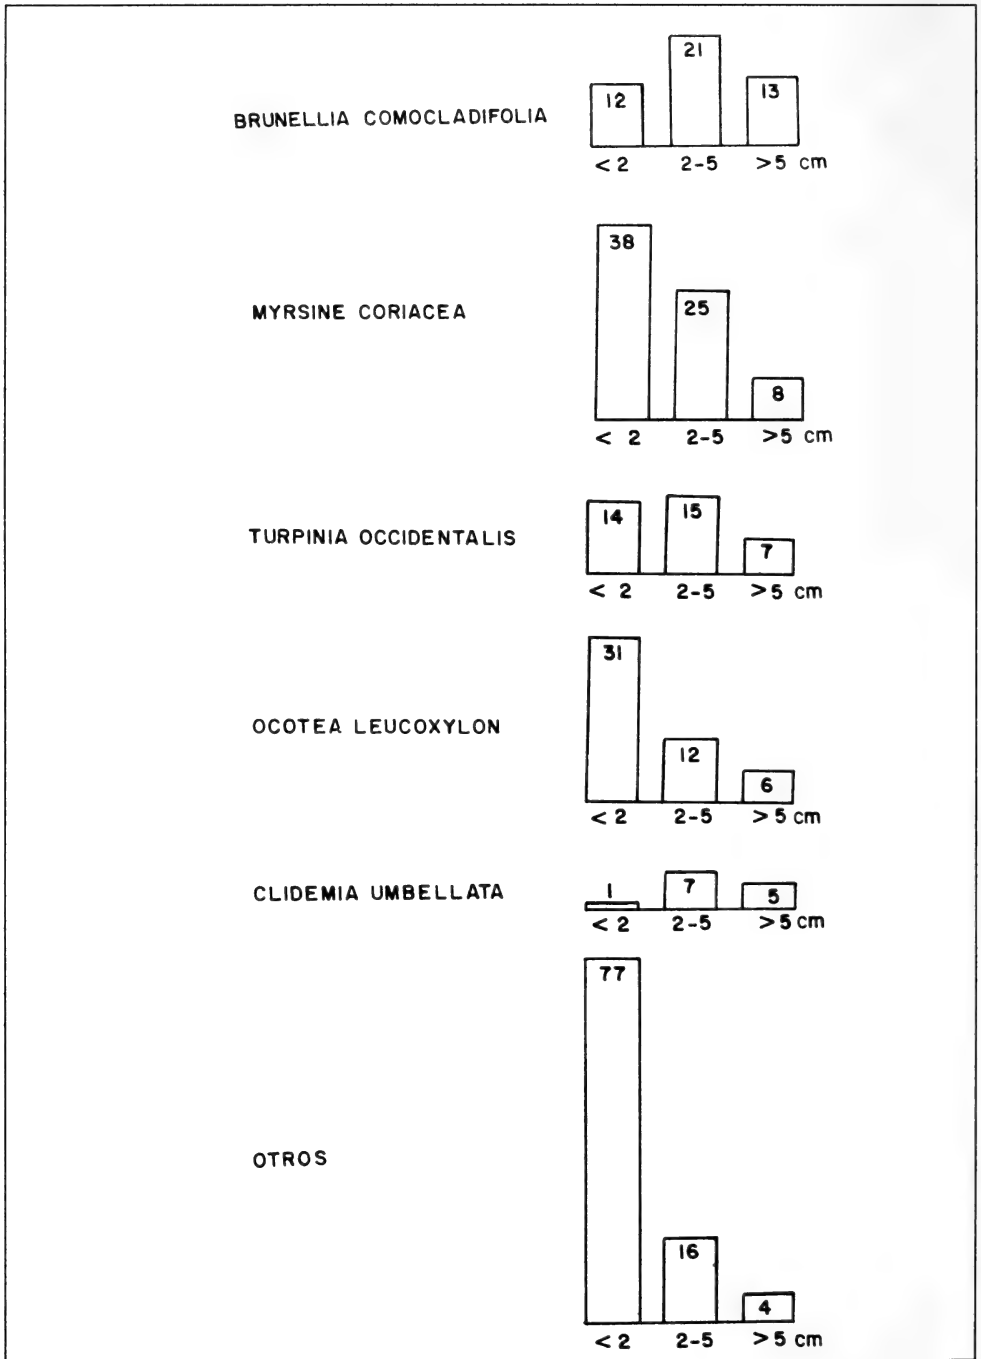 21
12
13
BRUNELLIA COMOCLADIFOLIA
< 2 2-5 >5 cm
38
25
MYRSINE CORIACEA
8
< 2 2-5 >5 cm
14 15
TURPINIA OCCIDENTALIS
7
< 2 2-5 >5 cm
31
OCOTEA LEUCOXYLON
12
6
< 2 2-5 >5 cm
CLIDEMIA UMBELLATA
1 7 5
< 2 2-5 >5 cm
77
OTROS
16
4
< 2 2-5 >5 cm